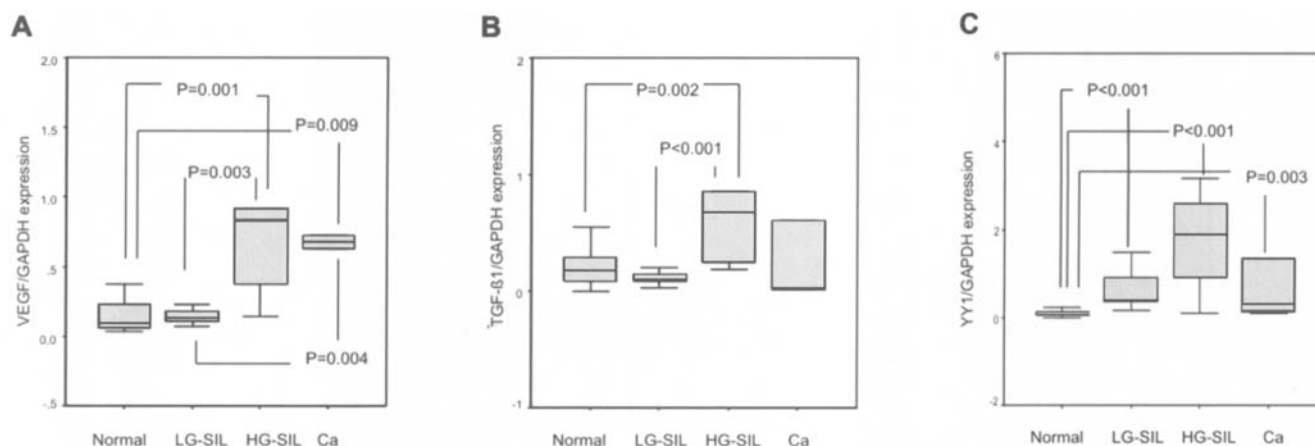 A
2.0
1.5
1.0
.5
0.0
-.5
VEGF/GAPDH expression
P=0.001
P=0.009
P=0.003
P=0.004
Normal LG-SIL HG-SIL Ca
B
2
1
0
-1
TGF-ß1/GAPDH expression
P=0.002
P<0.001
Normal LG-SIL HG-SIL Ca
C
6
4
2
0
-2
YY1/GAPDH expression
P<0.001
P<0.001
P=0.003
Normal LG-SIL HG-SIL Ca